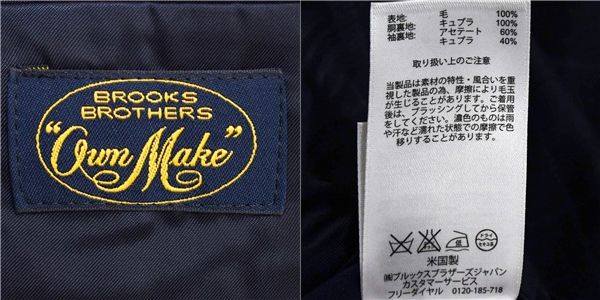 BROOKS
BROTHERS
"Own Make"
表地: 毛 100%
胴裏地: キュプラ 100%
袖裏地: アセテート 60%
キュプラ 40%
取り扱い上のご注意
当製品は素材の特性・風合いを重
視した製品の為、摩擦により毛玉
が生じることがあります。ご着用
後は、ブラッシングしてから保管
をしてください。濃色のものは雨
や汗など濡れた状態での摩擦で色
移りすることがあります。
ドライ
セキユ系
米国製
㈱ブルックスブラザーズジャパン
カスタマーサービス
フリーダイヤル 0120-185-718